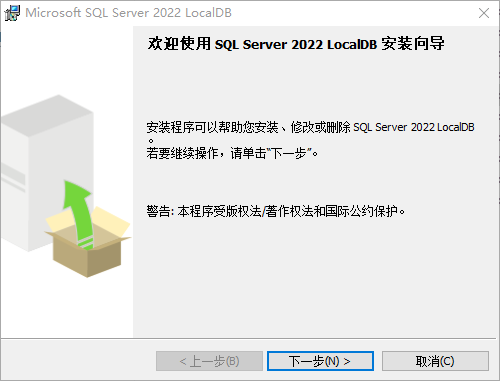 Microsoft SQL Server 2022 LocalDB
欢迎使用 SQL Server 2022 LocalDB 安装向导
安装程序可以帮助您安装、修改或删除 SQL Server 2022 LocalDB
。
若要继续操作，请单击“下一步”。
警告: 本程序受版权法/著作权法和国际公约保护。
< 上一步(B)
下一步(N) >
取消(C)